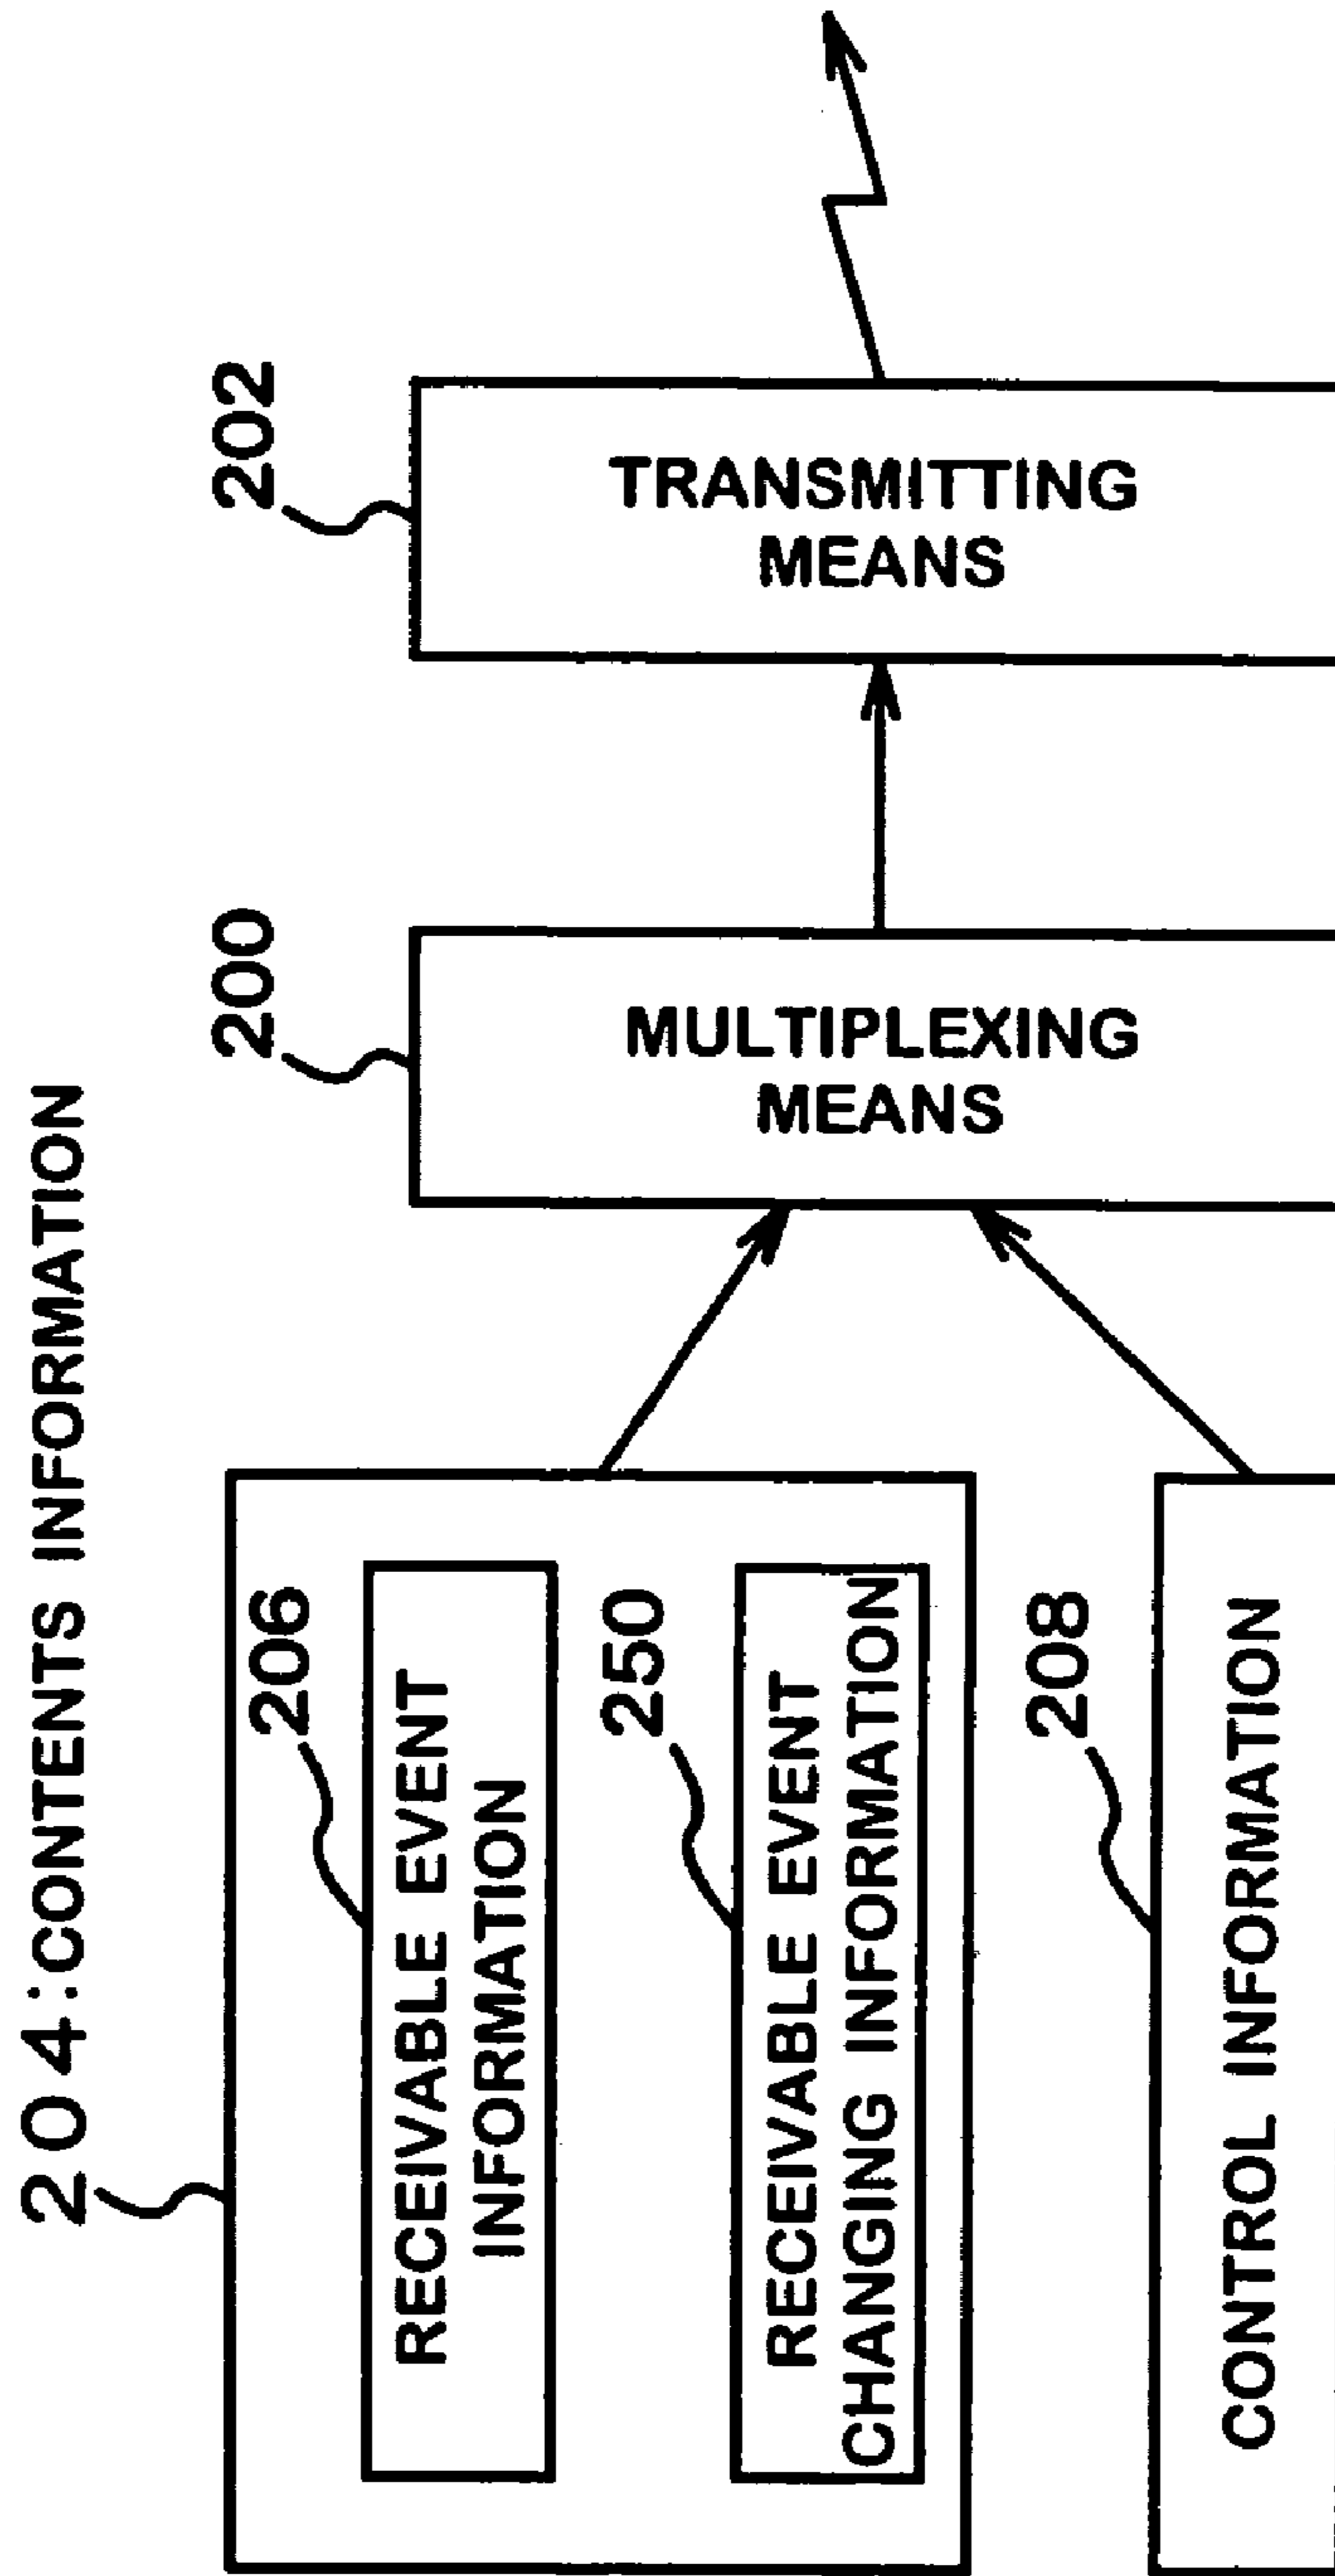 204:CONTENTS INFORMATION
206
RECEIVABLE EVENT
INFORMATION
250
RECEIVABLE EVENT
CHANGING INFORMATION
208
CONTROL INFORMATION
200
MULTIPLEXING
MEANS
202
TRANSMITTING
MEANS